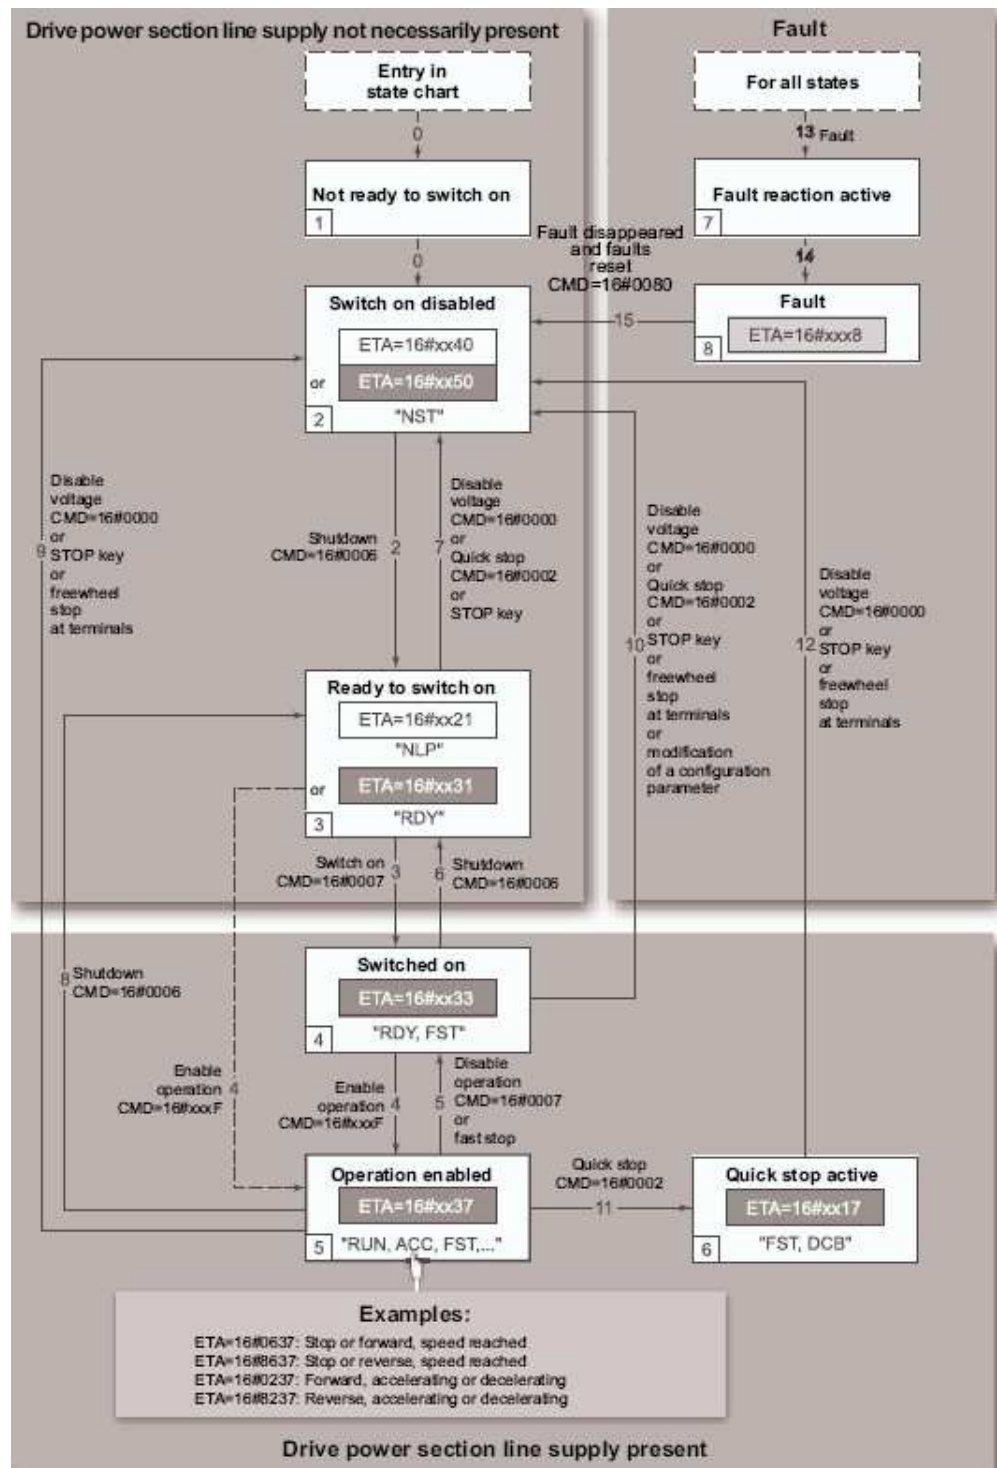 Drive power section line supply not necessarily present
Entry in
state chart
0
Not ready to switch on
1
0
Switch on disabled
ETA=16#xx40
or
ETA=16#xx50
2
"NST"
Fault
For all states
13 Fault
Fault reaction active
7
14
Fault disappeared
and faults
reset
CMD=16#0080
15
Fault
ETA=16#xxx8
8
9
Disable
voltage
CMD=16#0000
or
STOP key
or
freewheel
stop
at terminals
Shutdown
CMD=16#0006
2
7
Disable
voltage
CMD=16#0000
or
Quick stop
CMD=16#0002
or
STOP key
10
Disable
voltage
CMD=16#0000
or
Quick stop
CMD=16#0002
or
STOP key
or
freewheel
stop
at terminals
or
modification
of a configuration
parameter
12
Disable
voltage
CMD=16#0000
or
STOP key
or
freewheel
stop
at terminals
Ready to switch on
ETA=16#xx21
"NLP"
or
ETA=16#xx31
3
"RDY"
Switch on
CMD=16#0007
3
6
Shutdown
CMD=16#0006
8
Shutdown
CMD=16#0006
Switched on
ETA=16#xx33
4
"RDY, FST"
Enable
operation 4
CMD=16#xxxF
Enable
operation 4
CMD=16#xxxF
5
Disable
operation
CMD=16#0007
or
fast stop
Operation enabled
ETA=16#xx37
5
"RUN, ACC, FST,..."
Quick stop
CMD=16#0002
11
Quick stop active
ETA=16#xx17
6
"FST, DCB"
Examples:
ETA=16#0637: Stop or forward, speed reached
ETA=16#8637: Stop or reverse, speed reached
ETA=16#0237: Forward, accelerating or decelerating
ETA=16#8237: Reverse, accelerating or decelerating
Drive power section line supply present